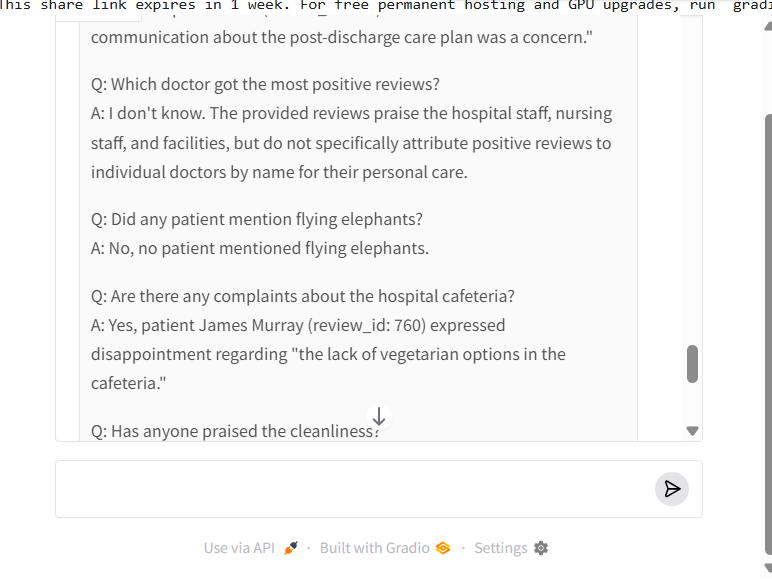 This share link expires in 1 week. For free permanent hosting and GPU upgrades, run `gradi
communication about the post-discharge care plan was a concern."
Q: Which doctor got the most positive reviews?
A: I don't know. The provided reviews praise the hospital staff, nursing
staff, and facilities, but do not specifically attribute positive reviews to
individual doctors by name for their personal care.
Q: Did any patient mention flying elephants?
A: No, no patient mentioned flying elephants.
Q: Are there any complaints about the hospital cafeteria?
A: Yes, patient James Murray (review_id: 760) expressed
disappointment regarding "the lack of vegetarian options in the
cafeteria."
Q: Has anyone praised the cleanliness?
Use via API · Built with Gradio · Settings